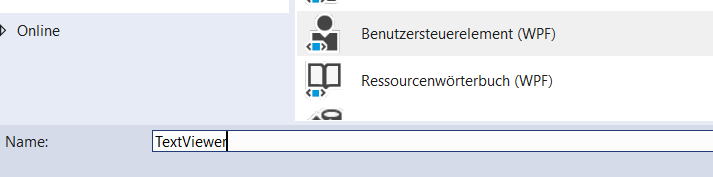 Online
Benutzersteuerelement (WPF)
Ressourcenwörterbuch (WPF)
Name:
TextViewer